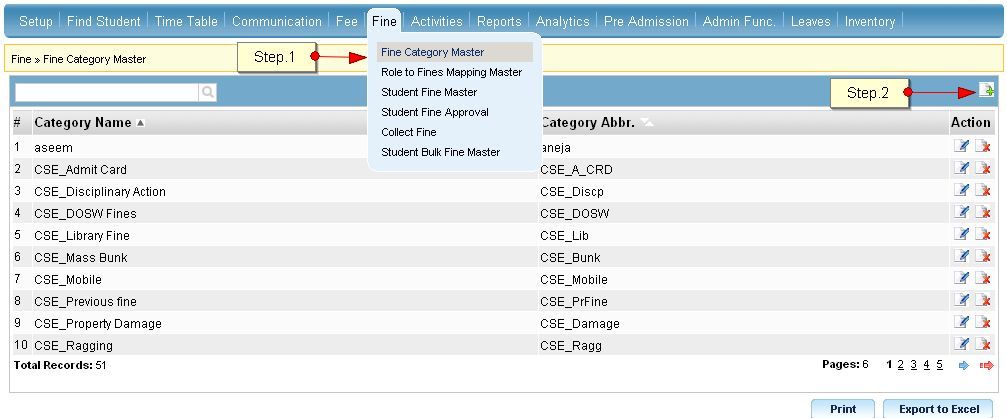 Setup Find Student Time Table Communication Fee Fine Activities Reports Analytics Pre Admission Admin Func. Leaves Inventory
Fine » Fine Category Master
Step.1
Fine Category Master
Role to Fines Mapping Master
Student Fine Master
Student Fine Approval
Collect Fine
Student Bulk Fine Master
Step.2
# Category Name Category Abbr. Action
1 aseem aneja
2 CSE_Admit Card CSE_A_CRD
3 CSE_Disciplinary Action CSE_Discp
4 CSE_DOSW Fines CSE_DOSW
5 CSE_Library Fine CSE_Lib
6 CSE_Mass Bunk CSE_Bunk
7 CSE_Mobile CSE_Mobile
8 CSE_Previous fine CSE_PrFine
9 CSE_Property Damage CSE_Damage
10 CSE_Ragging CSE_Ragg
Total Records: 51 Pages: 6 1 2 3 4 5
Print Export to Excel